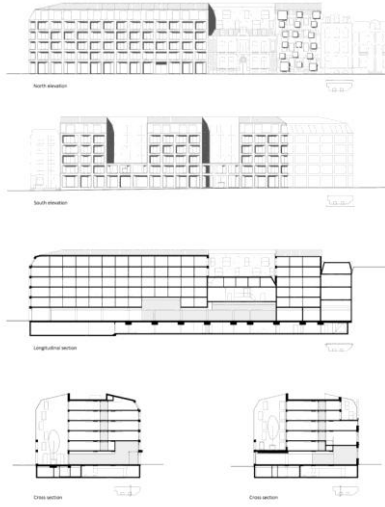 North elevation
South elevation
Longitudinal section
Cross section
Cross section